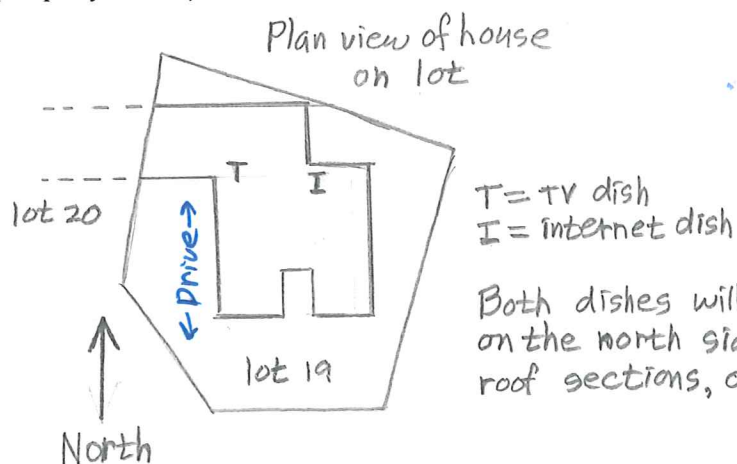 Plan view of house
on lot
T
I
lot 20
←Drive→
lot 19
North
T = TV dish
I = internet dish
Both dishes will
on the north
roof sections,